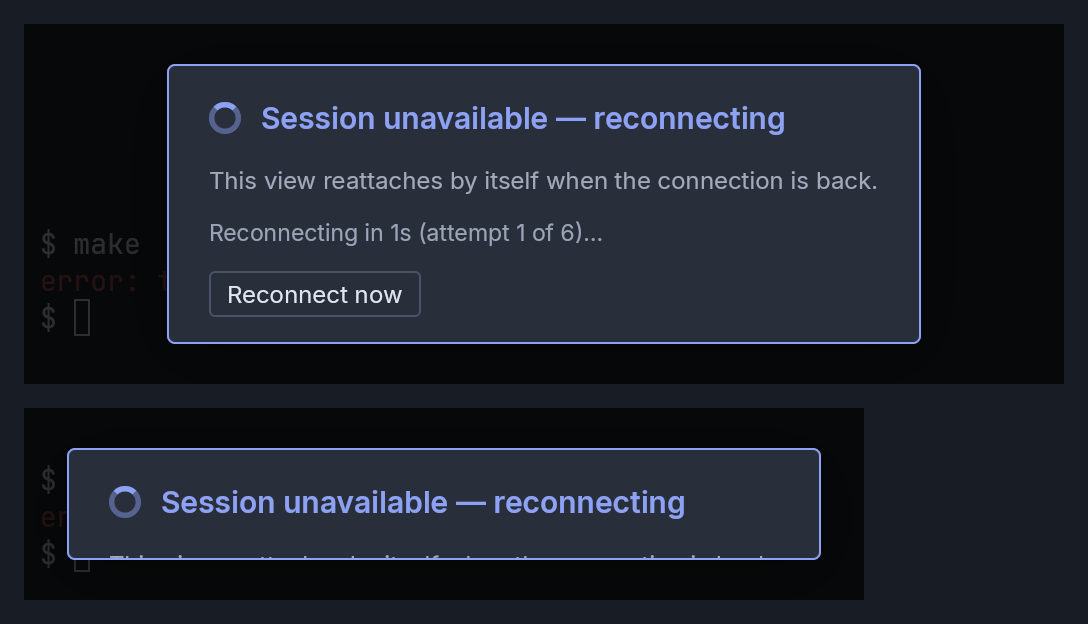 Session unavailable — reconnecting
This view reattaches by itself when the connection is back.
Reconnecting in 1s (attempt 1 of 6)...
$ make
error:
$
Reconnect now
$
Session unavailable — reconnecting
$